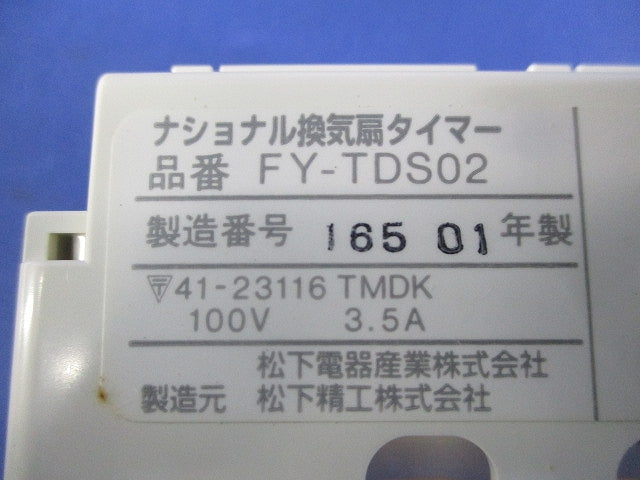 ナショナル換気扇タイマー
品番 FY-TDS02
製造番号 165 01 年製
〒41-23116 TMDK
100V 3.5A
松下電器産業株式会社
製造元 松下精工株式会社